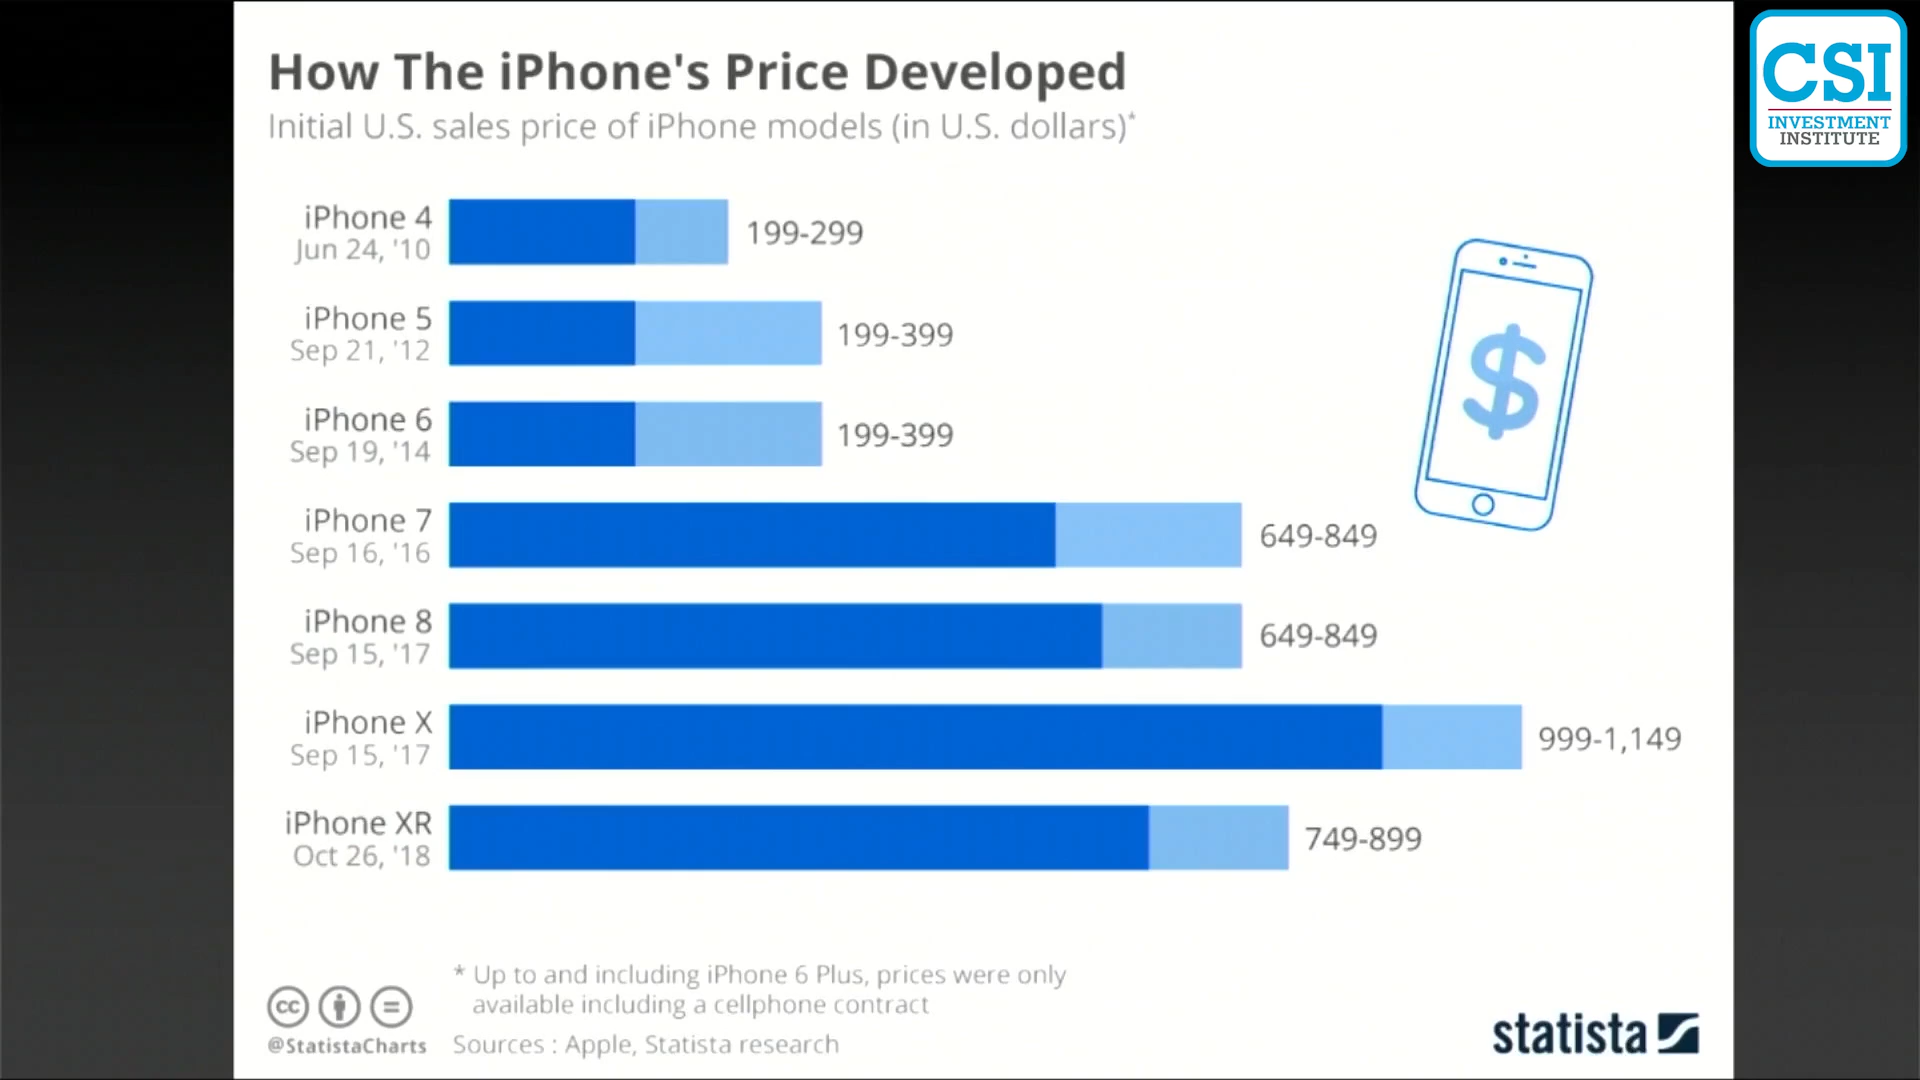 How The iPhone's Price Developed
Initial U.S. sales price of iPhone models (in U.S. dollars)*
CSI
INVESTMENT
INSTITUTE
iPhone 4
Jun 24, '10
199-299
iPhone 5
Sep 21, '12
199-399
iPhone 6
Sep 19, '14
199-399
iPhone 7
Sep 16, '16
649-849
iPhone 8
Sep 15, '17
649-849
iPhone X
Sep 15, '17
999-1,149
iPhone XR
Oct 26, '18
749-899
$
* Up to and including iPhone 6 Plus, prices were only
available including a cellphone contract
cc
@StatistaCharts
Sources : Apple, Statista research
statista